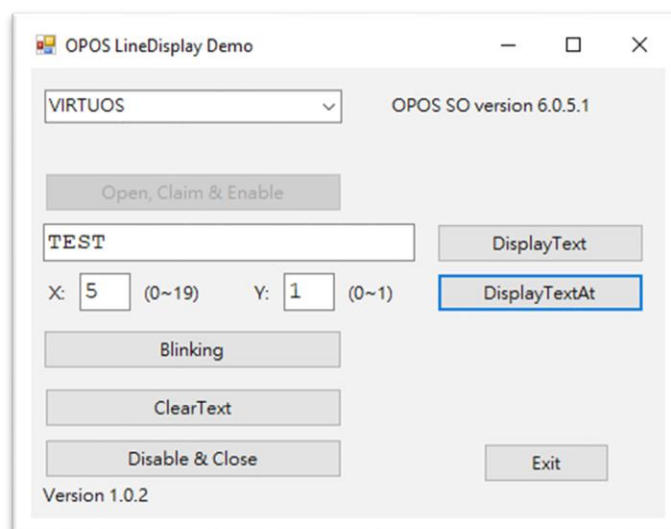 OPOS LineDisplay Demo
VIRTUOS OPOS SO version 6.0.5.1
Open, Claim & Enable
TEST DisplayText
X: 5 (0~19) Y: 1 (0~1) DisplayTextAt
Blinking
ClearText
Disable & Close Exit
Version 1.0.2